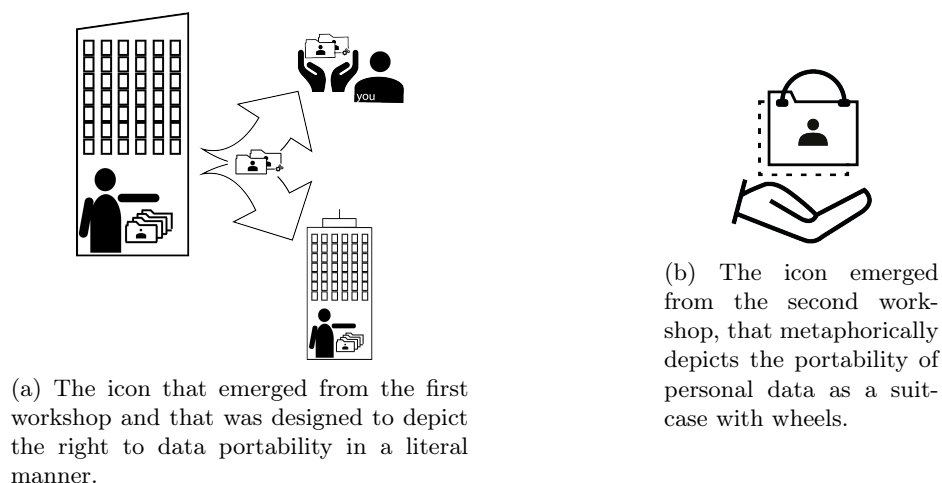 you
(a) The icon that emerged from the first
workshop and that was designed to depict
the right to data portability in a literal
manner.
(b) The icon emerged
from the second work-
shop, that metaphorically
depicts the portability of
personal data as a suit-
case with wheels.